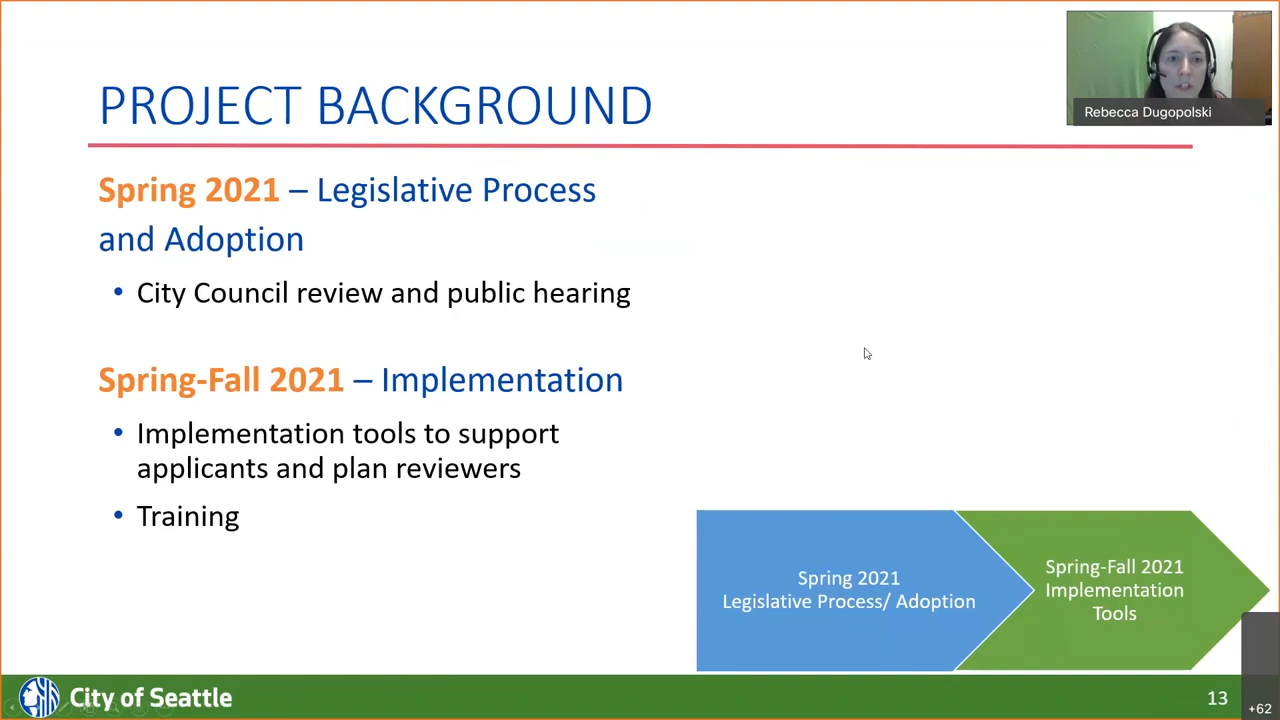 PROJECT BACKGROUND
Rebecca Dugopolski
Spring 2021 – Legislative Process
and Adoption
• City Council review and public hearing
Spring-Fall 2021 – Implementation
• Implementation tools to support
applicants and plan reviewers
• Training
Spring 2021
Legislative Process/ Adoption
Spring-Fall 2021
Implementation
Tools
City of Seattle
13
+62